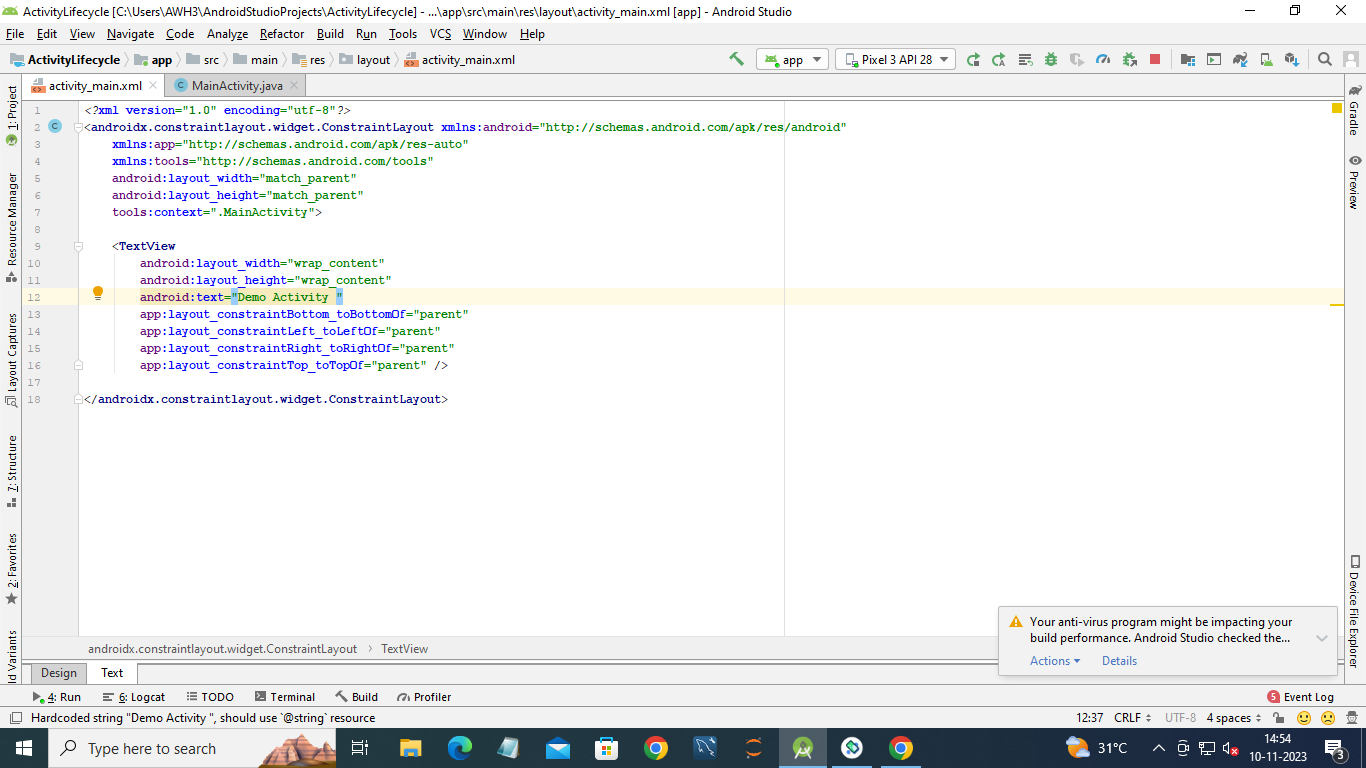 ActivityLifecycle [C:\Users\AWH3\AndroidStudioProjects\ActivityLifecycle] - ...\app\src\main\res\layout\activity_main.xml [app] - Android Studio
File Edit View Navigate Code Analyze Refactor Build Run Tools VCS Window Help
ActivityLifecycle app src main res layout activity_main.xml app Pixel 3 API 28
activity_main.xml MainActivity.java
1 <?xml version="1.0" encoding="utf-8"?>
2 <androidx.constraintlayout.widget.ConstraintLayout xmlns:android="http://schemas.android.com/apk/res/android"
3 xmlns:app="http://schemas.android.com/apk/res-auto"
4 xmlns:tools="http://schemas.android.com/tools"
5 android:layout_width="match_parent"
6 android:layout_height="match_parent"
7 tools:context=".MainActivity">
8
9 <TextView
10 android:layout_width="wrap_content"
11 android:layout_height="wrap_content"
12 android:text="Demo Activity "
13 app:layout_constraintBottom_toBottomOf="parent"
14 app:layout_constraintLeft_toLeftOf="parent"
15 app:layout_constraintRight_toRightOf="parent"
16 app:layout_constraintTop_toTopOf="parent" />
17
18 </androidx.constraintlayout.widget.ConstraintLayout>
1: Project
Resource Manager
Layout Captures
7: Structure
2: Favorites
ld Variants
Gradle
Preview
Device File Explorer
Your anti-virus program might be impacting your
build performance. Android Studio checked the...
Actions Details
androidx.constraintlayout.widget.ConstraintLayout › TextView
Design Text
4: Run 6: Logcat TODO Terminal Build Profiler 5 Event Log
Hardcoded string "Demo Activity ", should use `@string` resource 12:37 CRLF UTF-8 4 spaces
Type here to search 31°C 14:54
10-11-2023 3